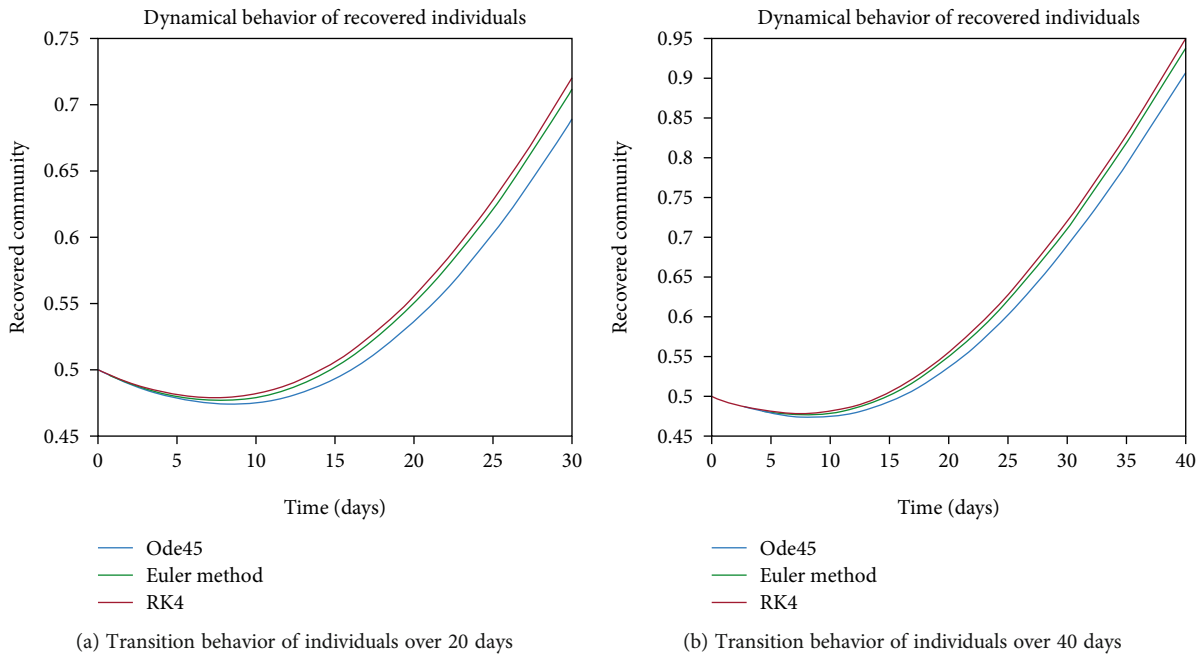 Dynamical behavior of recovered individuals
0.75
0.7
0.65
0.6
0.55
0.5
0.45
Recovered community
0 5 10 15 20 25 30
Time (days)
Ode45
Euler method
RK4
(a) Transition behavior of individuals over 20 days
Dynamical behavior of recovered individuals
0.95
0.9
0.85
0.8
0.75
0.7
0.65
0.6
0.55
0.5
0.45
Recovered community
0 5 10 15 20 25 30 35 40
Time (days)
Ode45
Euler method
RK4
(b) Transition behavior of individuals over 40 days